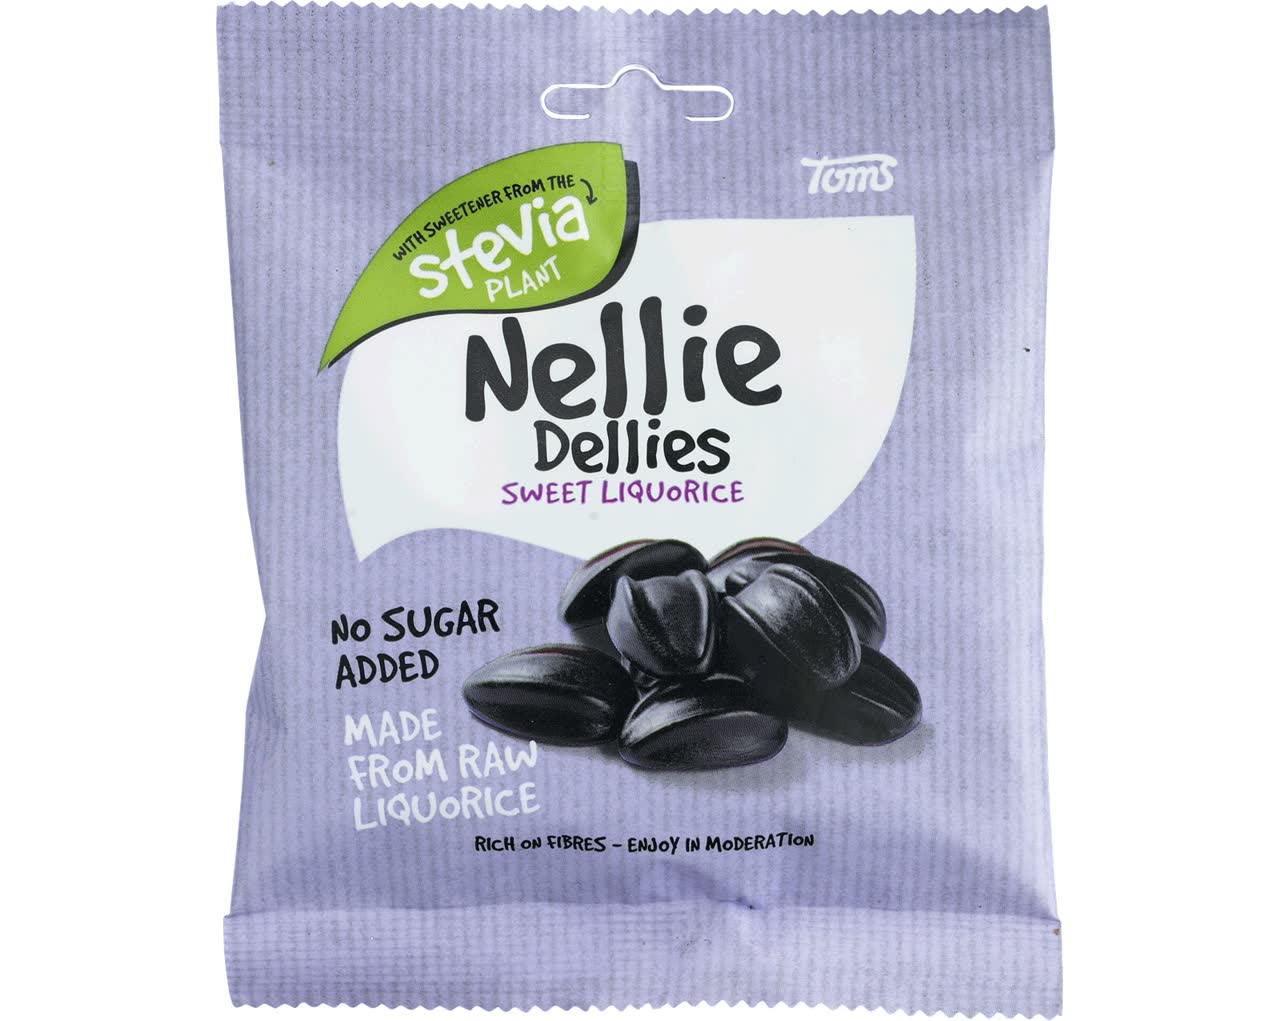 Toms
WITH SWEETENER FROM THE
stevia
PLANT
Nellie
Dellies
SWEET LIQUORICE
NO SUGAR
ADDED
MADE
FROM RAW
LIQUORICE
RICH ON FIBRES – ENJOY IN MODERATION